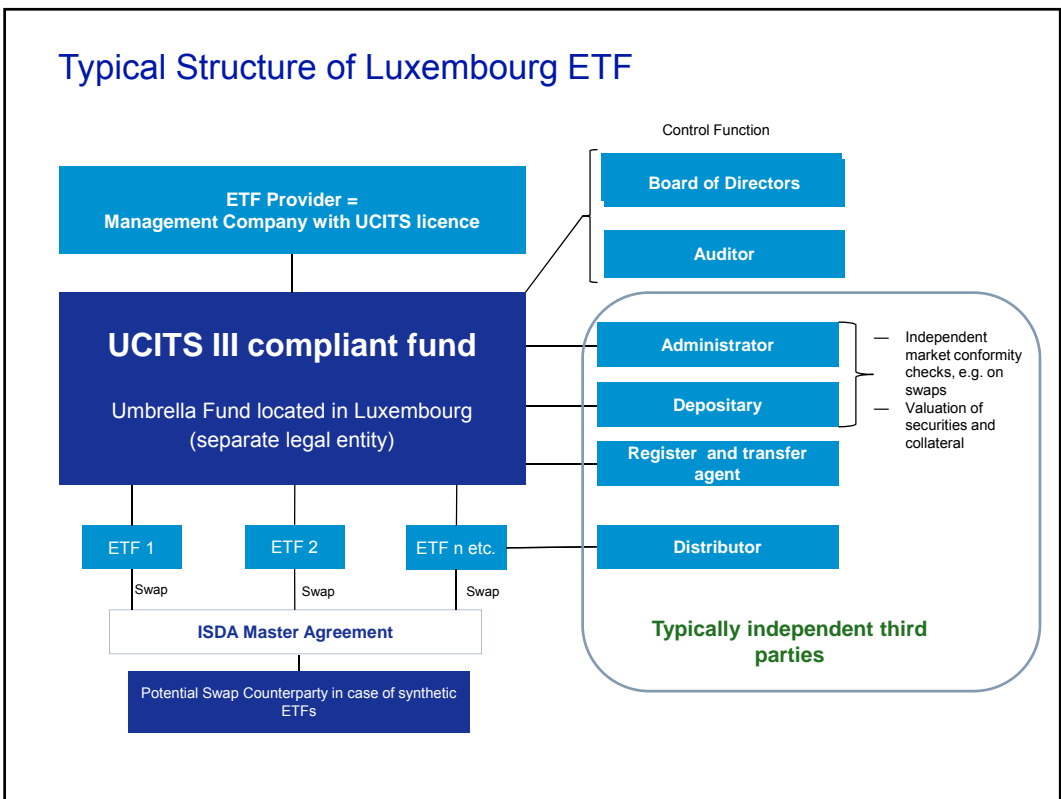 Typical Structure of Luxembourg ETF
Control Function
ETF Provider =
Management Company with UCITS licence
Board of Directors
Auditor
UCITS III compliant fund
Umbrella Fund located in Luxembourg
(separate legal entity)
Administrator
Depositary
— Independent
market conformity
checks, e.g. on
swaps
— Valuation of
securities and
collateral
Register and transfer
agent
ETF 1
ETF 2
ETF n etc.
Distributor
Swap
Swap
Swap
ISDA Master Agreement
Typically independent third
parties
Potential Swap Counterparty in case of synthetic
ETFs